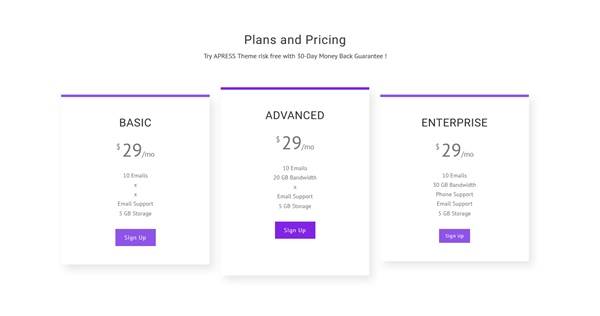 Plans and Pricing
Try APRESS Theme risk free with 30-Day Money Back Guarantee !
BASIC
$29/mo
10 Emails
x
x
Email Support
5 GB Storage
Sign Up
ADVANCED
$29/mo
10 Emails
20 GB Bandwidth
x
Email Support
5 GB Storage
Sign Up
ENTERPRISE
$29/mo
10 Emails
30 GB Bandwidth
Phone Support
Email Support
5 GB Storage
Sign Up